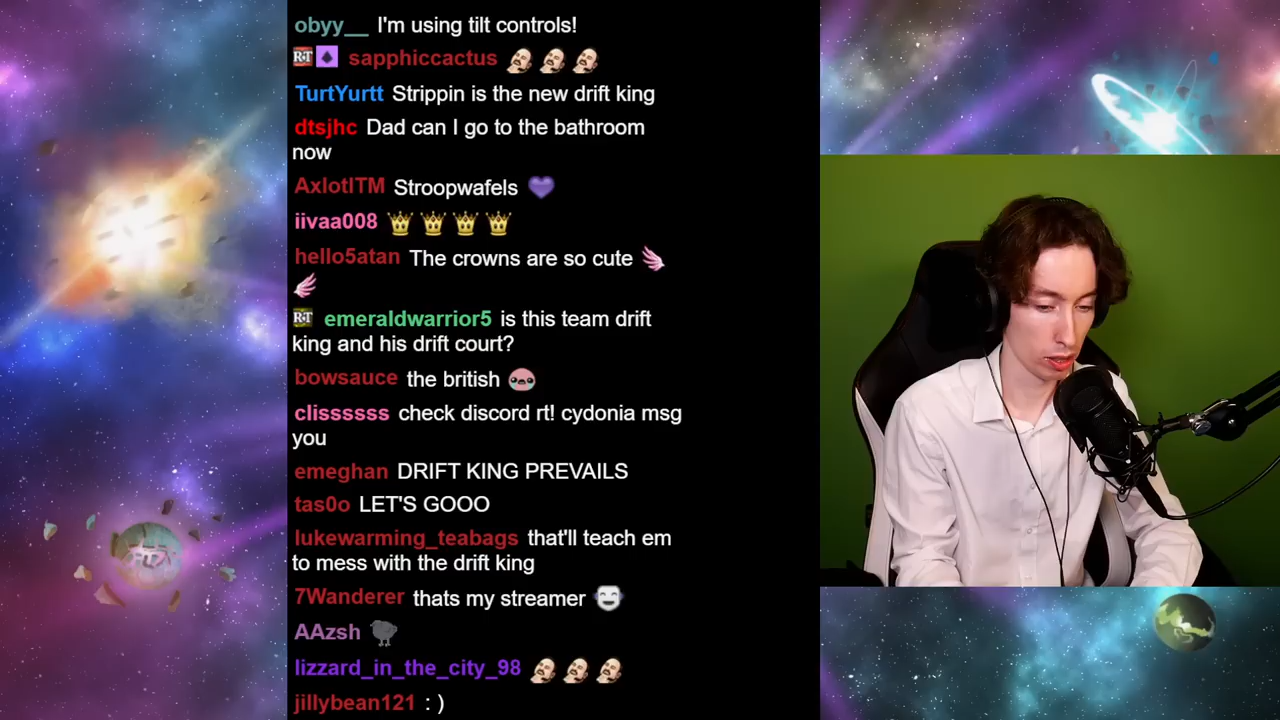 obyy__ I'm using tilt controls!
RT sapphiccactus
TurtYurtt Strippin is the new drift king
dtsjhc Dad can I go to the bathroom
now
AxlotlTM Stroopwafels
iivaa008
hello5atan The crowns are so cute
RT emeraldwarrior5 is this team drift
king and his drift court?
bowsauce the british
clissssss check discord rt! cydonia msg
you
emeghan DRIFT KING PREVAILS
tas0o LET'S GOOO
lukewarming_teabags that'll teach em
to mess with the drift king
7Wanderer thats my streamer
AAzsh
lizzard_in_the_city_98
jillybean121 : )